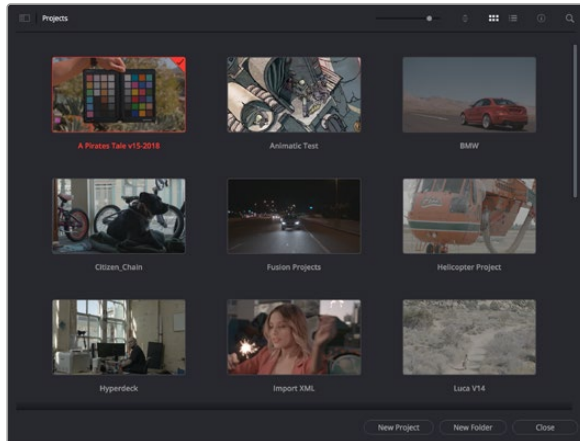 Projects
A Pirates Tale v15-2018
Animatic Test
BMW
Citizen_Chain
Fusion Projects
Helicopter Project
Hyperdeck
Import XML
Luca V14
New Project
New Folder
Close